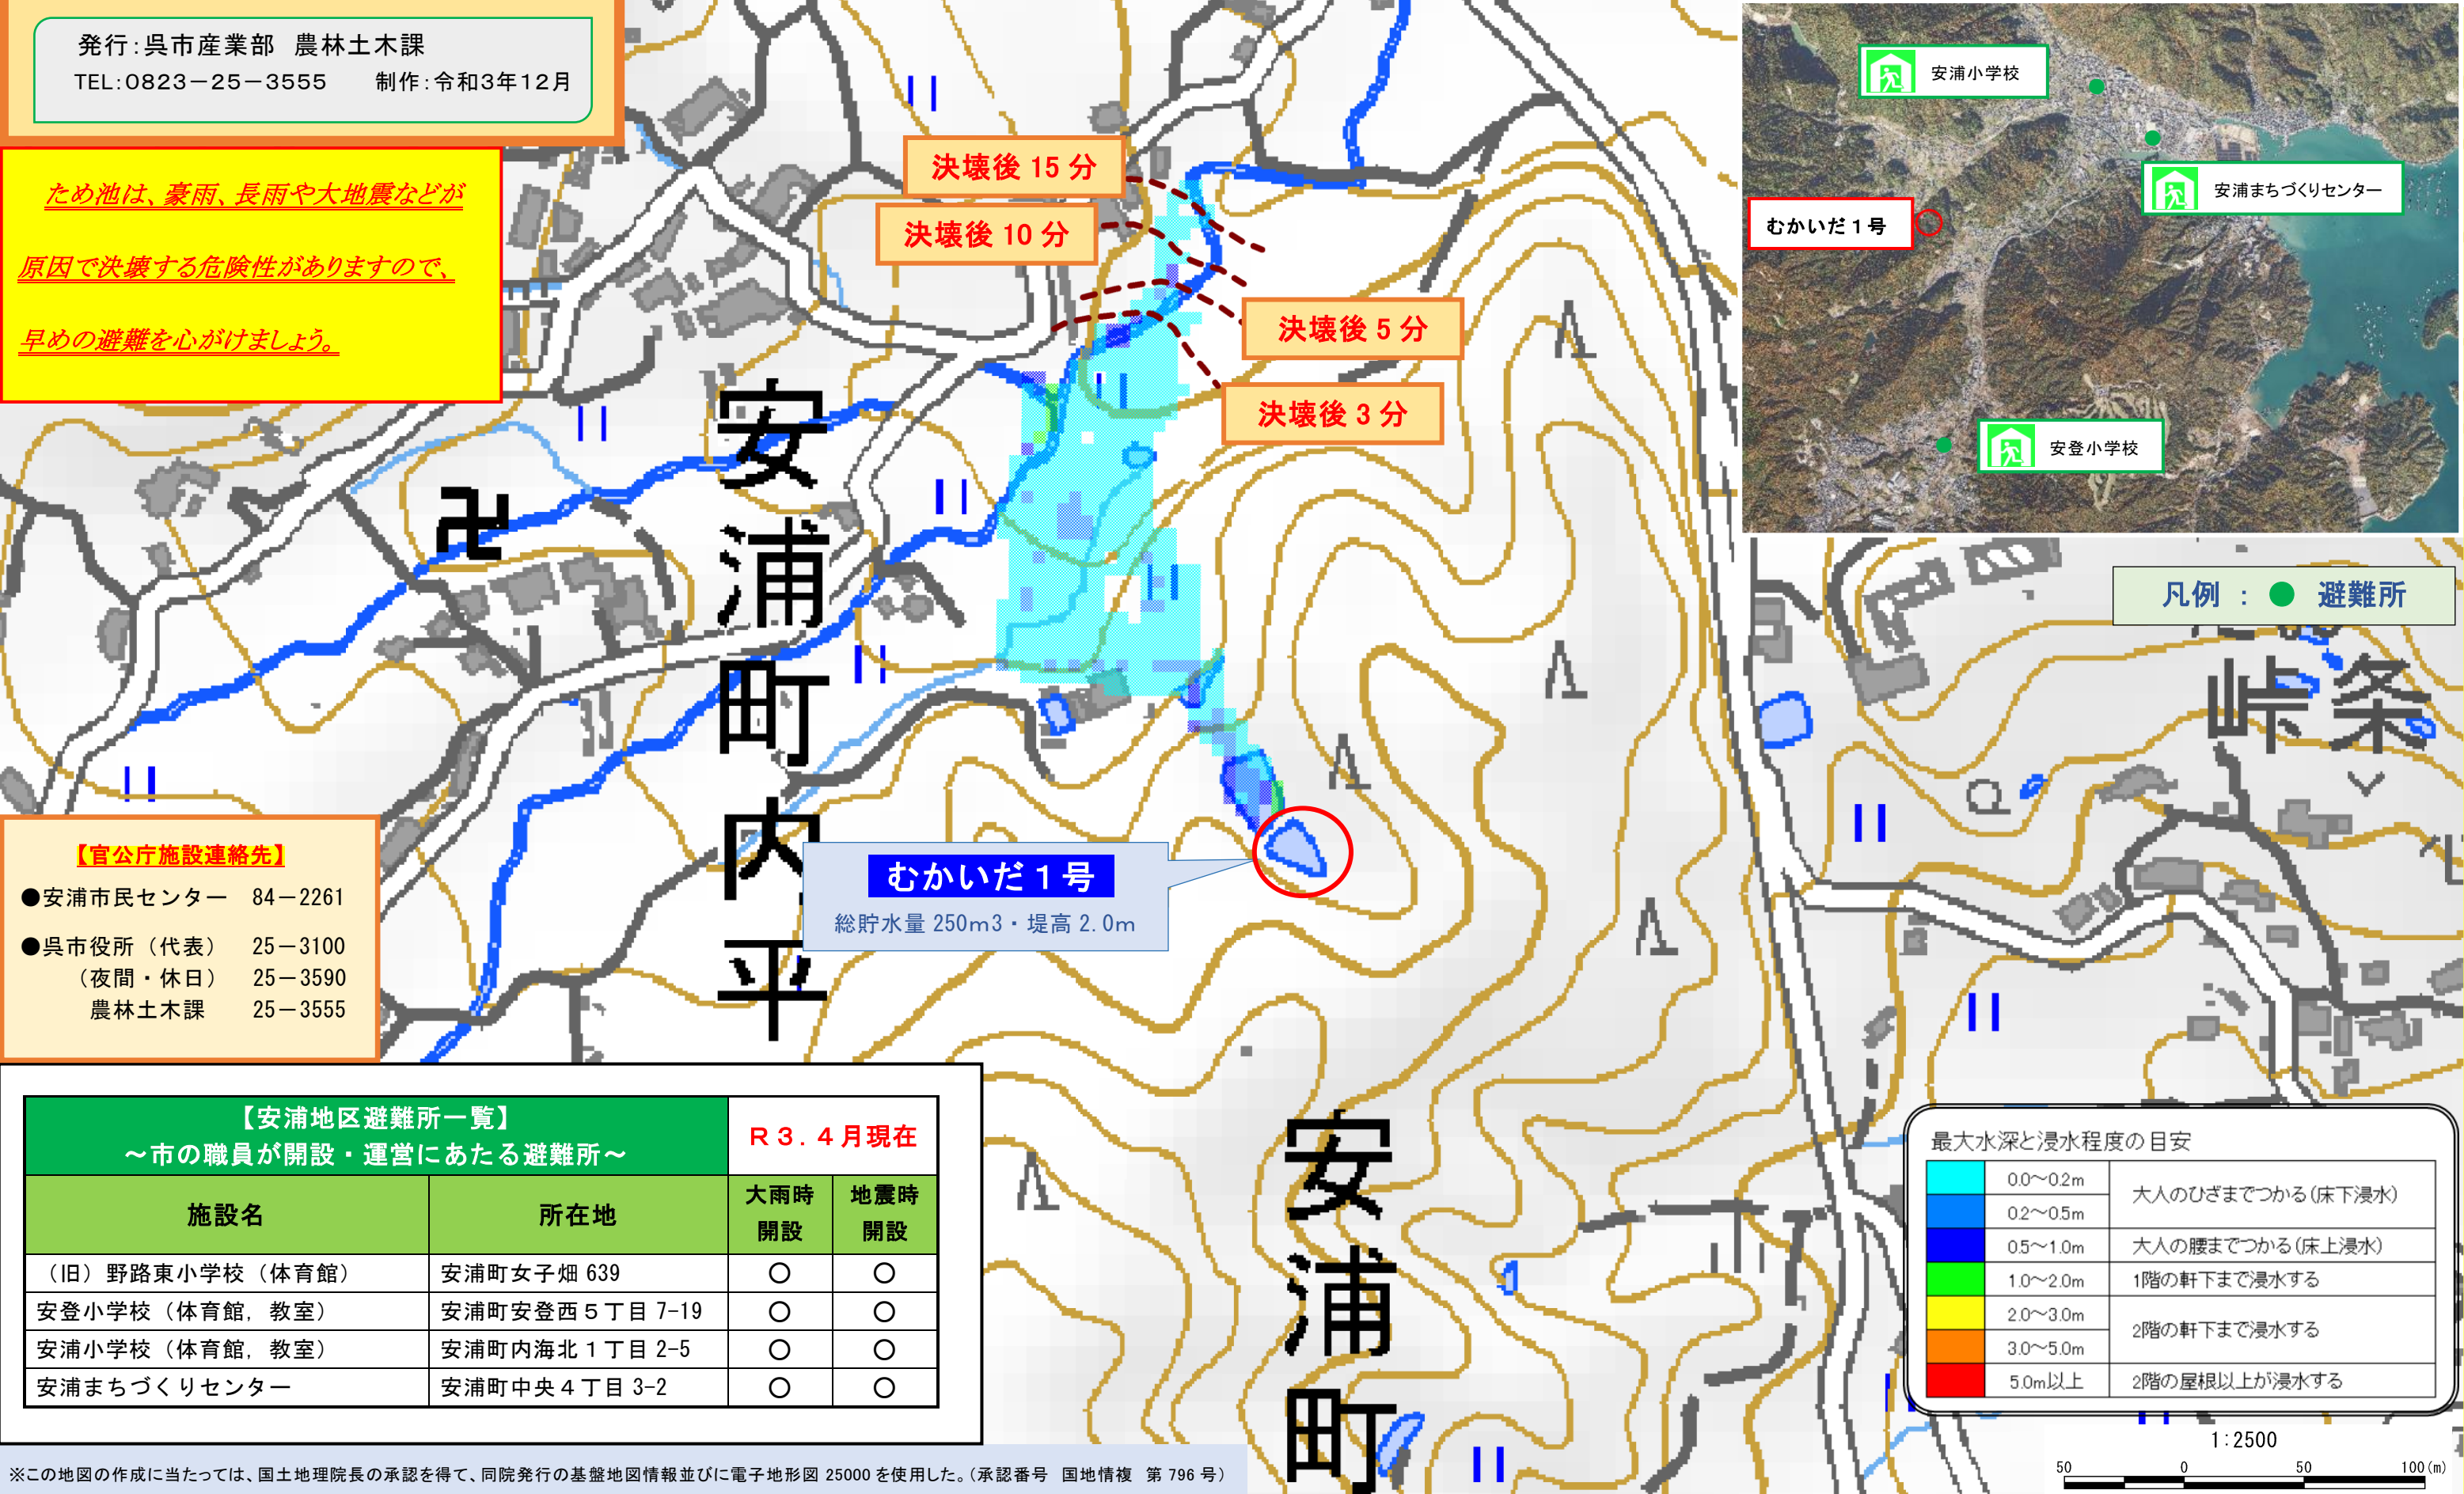 発行:呉市産業部　農林土木課
TEL:0823－25－3555　　制作:令和3年12月
ため池は、豪雨、長雨や大地震などが
原因で決壊する危険性がありますので、
早めの避難を心がけましょう。
決壊後 15 分
決壊後 10 分
決壊後 5 分
決壊後 3 分
安浦小学校
安浦まちづくりセンター
むかいだ１号
安登小学校
凡例 : ● 避難所
峠条
安浦町内平
卍
むかいだ１号
総貯水量 250m3・堤高 2.0m
【官公庁施設連絡先】
●安浦市民センター　84－2261
●呉市役所（代表）　25－3100
（夜間・休日）　25－3590
農林土木課　25－3555
【安浦地区避難所一覧】
～市の職員が開設・運営にあたる避難所～
Ｒ３．４月現在
施設名　所在地　大雨時開設　地震時開設
（旧）野路東小学校（体育館）　安浦町女子畑 639　○　○
安登小学校（体育館，教室）　安浦町安登西５丁目 7-19　○　○
安浦小学校（体育館，教室）　安浦町内海北１丁目 2-5　○　○
安浦まちづくりセンター　安浦町中央４丁目 3-2　○　○
安浦町
最大水深と浸水程度の目安
0.0～0.2m　大人のひざまでつかる(床下浸水)
0.2～0.5m
0.5～1.0m　大人の腰までつかる(床上浸水)
1.0～2.0m　1階の軒下まで浸水する
2.0～3.0m　2階の軒下まで浸水する
3.0～5.0m
5.0m以上　2階の屋根以上が浸水する
1:2500
50　0　50　100(m)
※この地図の作成に当たっては、国土地理院長の承認を得て、同院発行の基盤地図情報並びに電子地形図 25000 を使用した。（承認番号　国地情複　第 796 号）